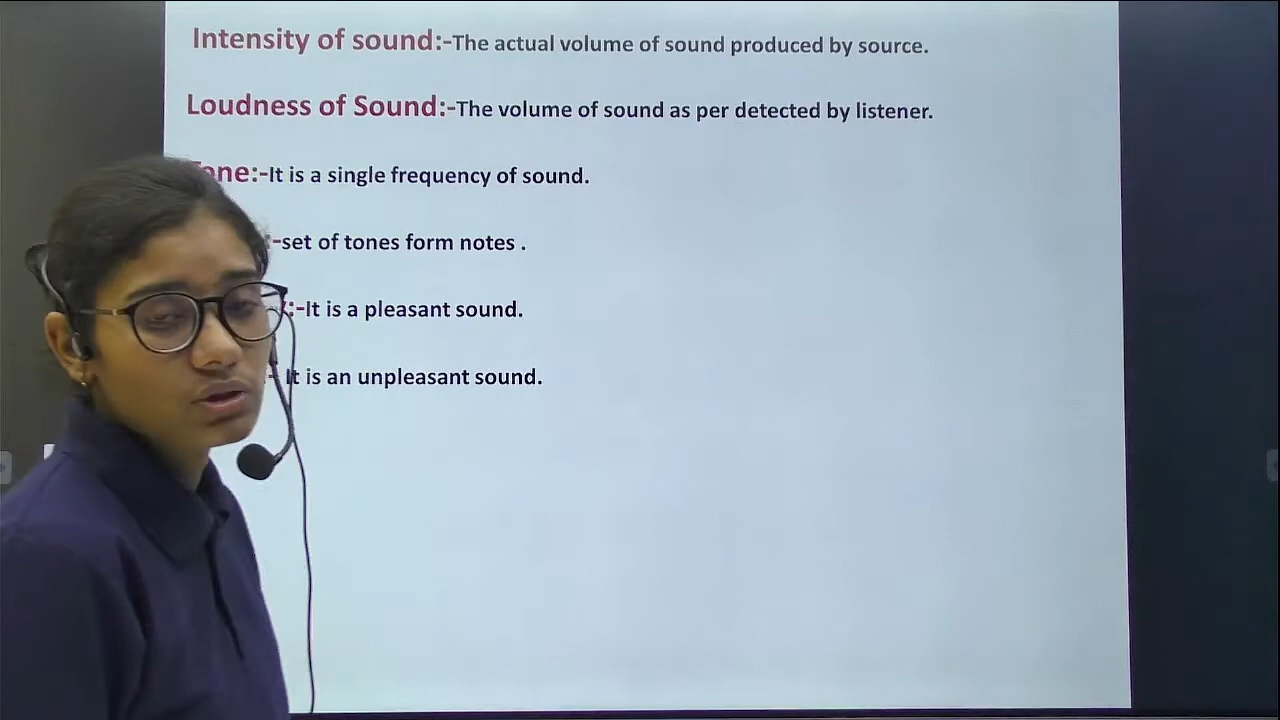 Intensity of sound:-The actual volume of sound produced by source.
Loudness of Sound:-The volume of sound as per detected by listener.
Tone:-It is a single frequency of sound.
:-set of tones form notes .
:-It is a pleasant sound.
- It is an unpleasant sound.